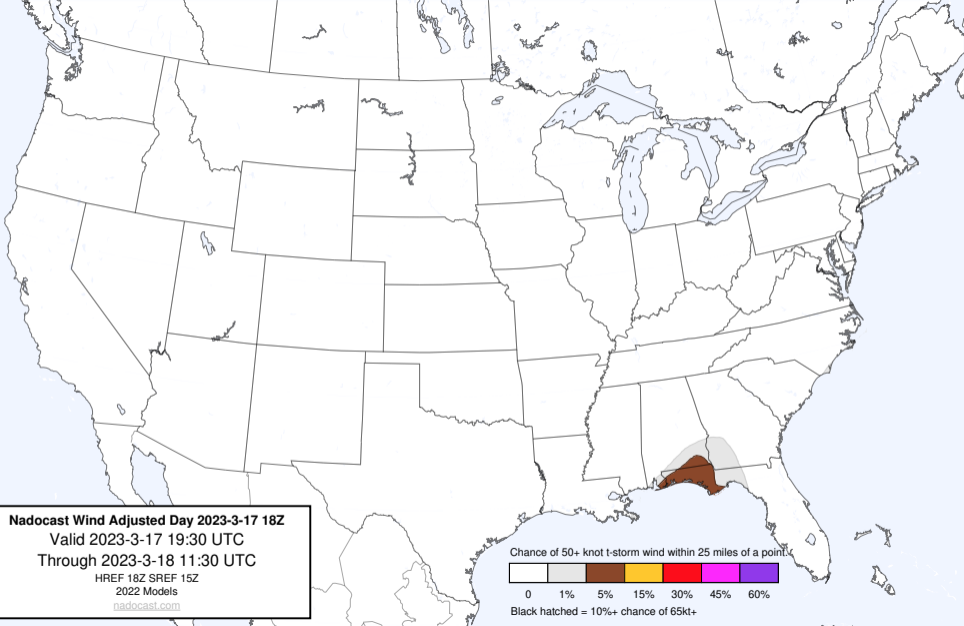 Nadocast Wind Adjusted Day 2023-3-17 18Z
Valid 2023-3-17 19:30 UTC
Through 2023-3-18 11:30 UTC
HREF 18Z SREF 15Z
2022 Models
nadocast.com
Chance of 50+ knot t-storm wind within 25 miles of a point.
0 1% 5% 15% 30% 45% 60%
Black hatched = 10%+ chance of 65kt+